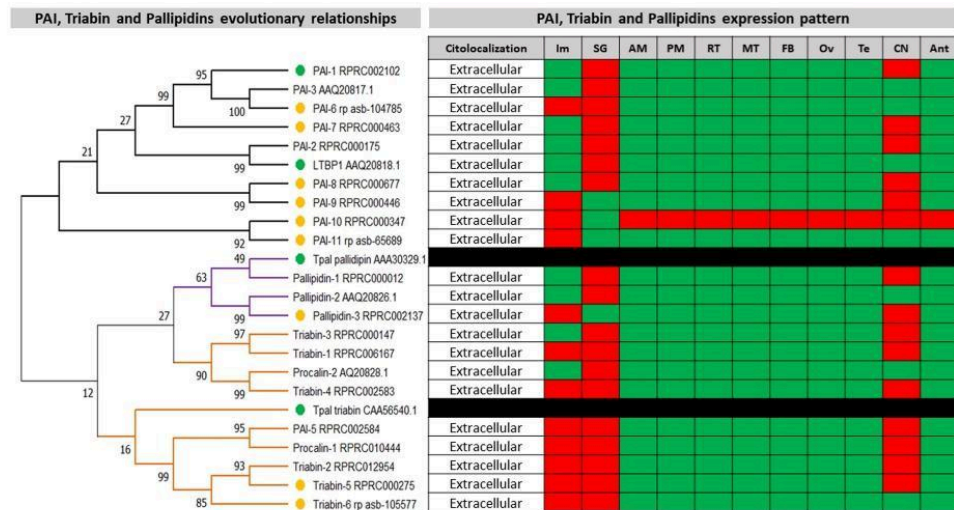 PAI, Triabin and Pallipidins evolutionary relationships
PAI, Triabin and Pallipidins expression pattern
Citolocalization Im SG AM PM RT MT FB Ov Te CN Ant
95 PAI-1 RPRC002102 Extracellular
99 PAI-3 AAQ20817.1 Extracellular
100 PAI-6 rp_asb-104785 Extracellular
27 PAI-7 RPRC000463 Extracellular
21 PAI-2 RPRC000175 Extracellular
99 LTBP1 AAQ20818.1 Extracellular
PAI-8 RPRC000677 Extracellular
99 PAI-9 RPRC000446 Extracellular
PAI-10 RPRC000347 Extracellular
92 PAI-11 rp_asb-65689 Extracellular
49 Tpal pallidipin AAA30329.1
63 Pallipidin-1 RPRC000012 Extracellular
Pallipidin-2 AAQ20826.1 Extracellular
27 99 Pallipidin-3 RPRC002137 Extracellular
97 Triabin-3 RPRC000147 Extracellular
Triabin-1 RPRC006167 Extracellular
90 Procalin-2 AQ20828.1 Extracellular
12 99 Triabin-4 RPRC002583 Extracellular
Tpal triabin CAA56540.1
16 95 PAI-5 RPRC002584 Extracellular
Procalin-1 RPRC010444 Extracellular
99 93 Triabin-2 RPRC012954 Extracellular
Triabin-5 RPRC000275 Extracellular
85 Triabin-6 rp_asb-105577 Extracellular